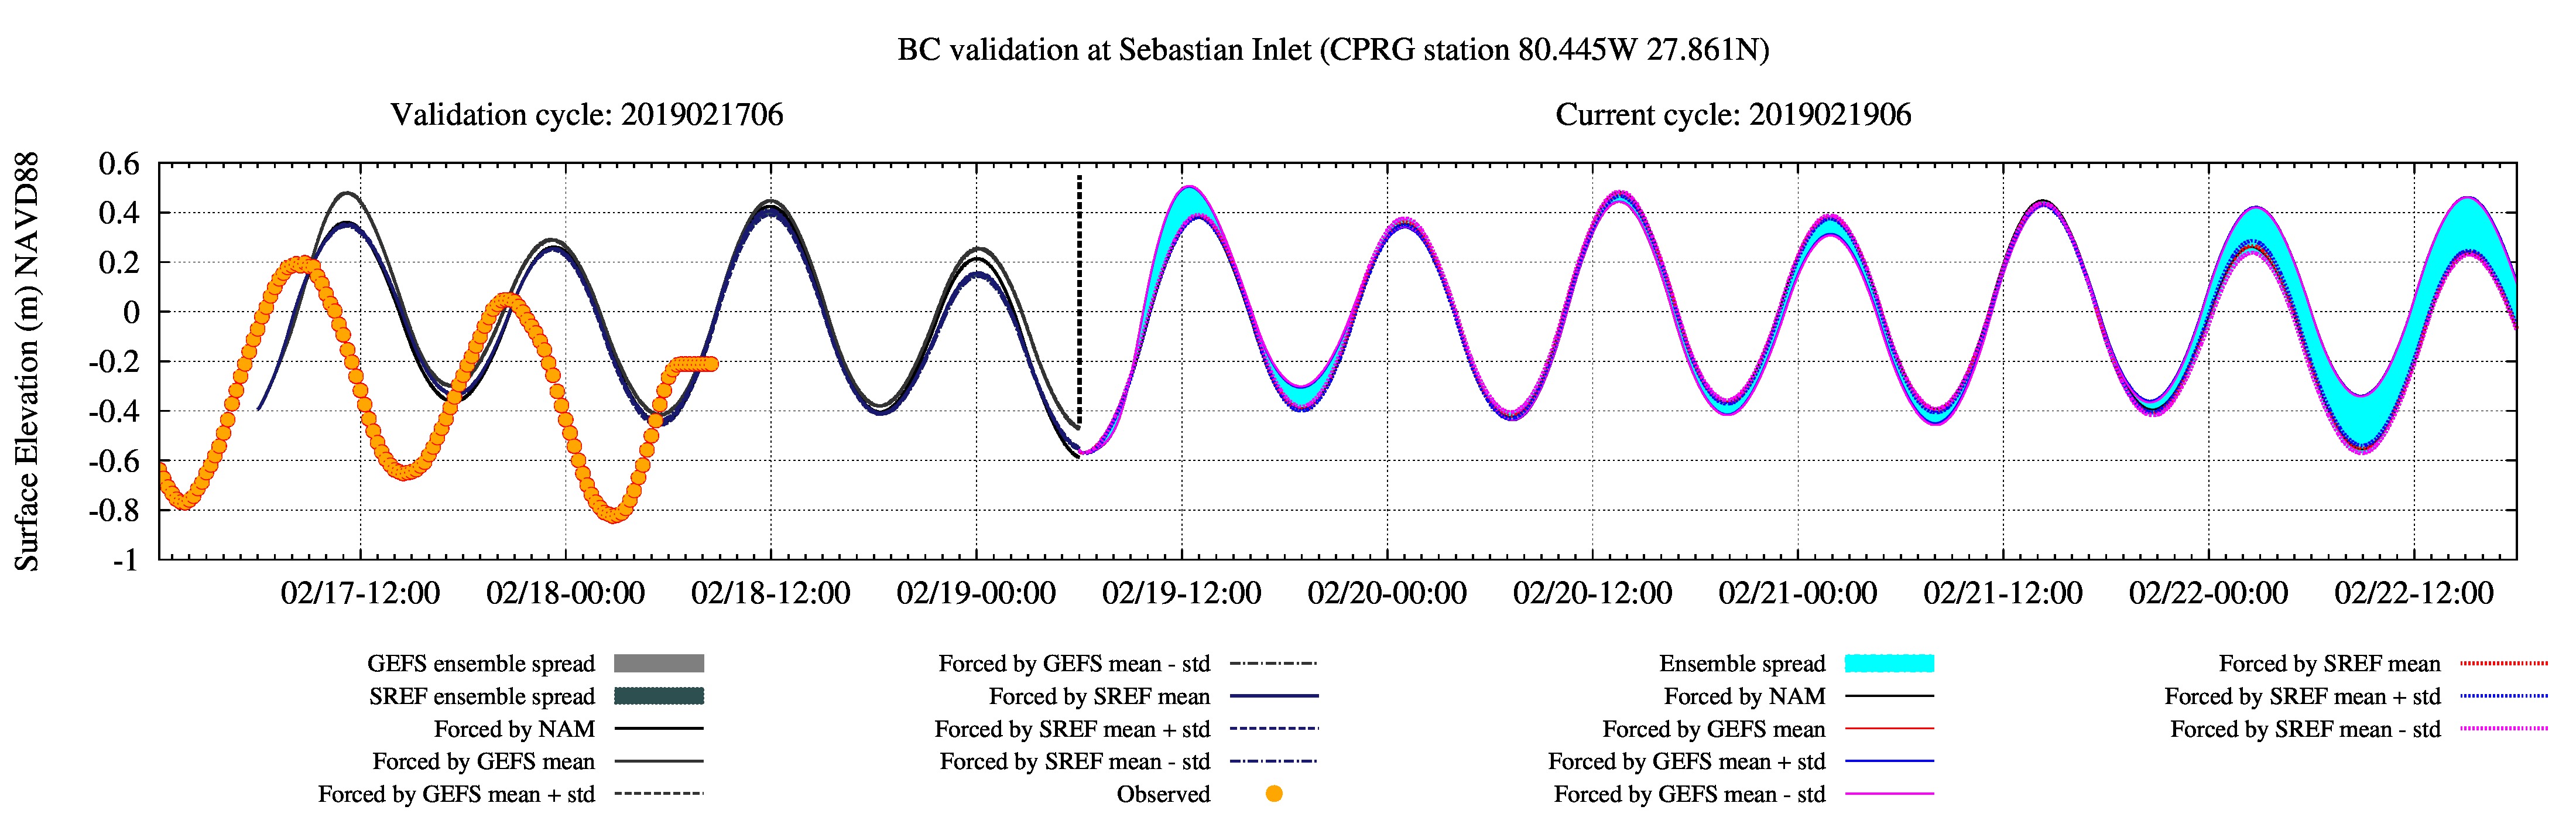 BC validation at Sebastian Inlet (CPRG station 80.445W 27.861N)
Validation cycle: 2019021706
Current cycle: 2019021906
Surface Elevation (m) NAVD88
0.6
0.4
0.2
0
-0.2
-0.4
-0.6
-0.8
-1
02/17-12:00
02/18-00:00
02/18-12:00
02/19-00:00
02/19-12:00
02/20-00:00
02/20-12:00
02/21-00:00
02/21-12:00
02/22-00:00
02/22-12:00
GEFS ensemble spread
SREF ensemble spread
Forced by NAM
Forced by GEFS mean
Forced by GEFS mean + std
Forced by GEFS mean - std
Forced by SREF mean
Forced by SREF mean + std
Forced by SREF mean - std
Observed
Ensemble spread
Forced by NAM
Forced by GEFS mean
Forced by GEFS mean + std
Forced by GEFS mean - std
Forced by SREF mean
Forced by SREF mean + std
Forced by SREF mean - std